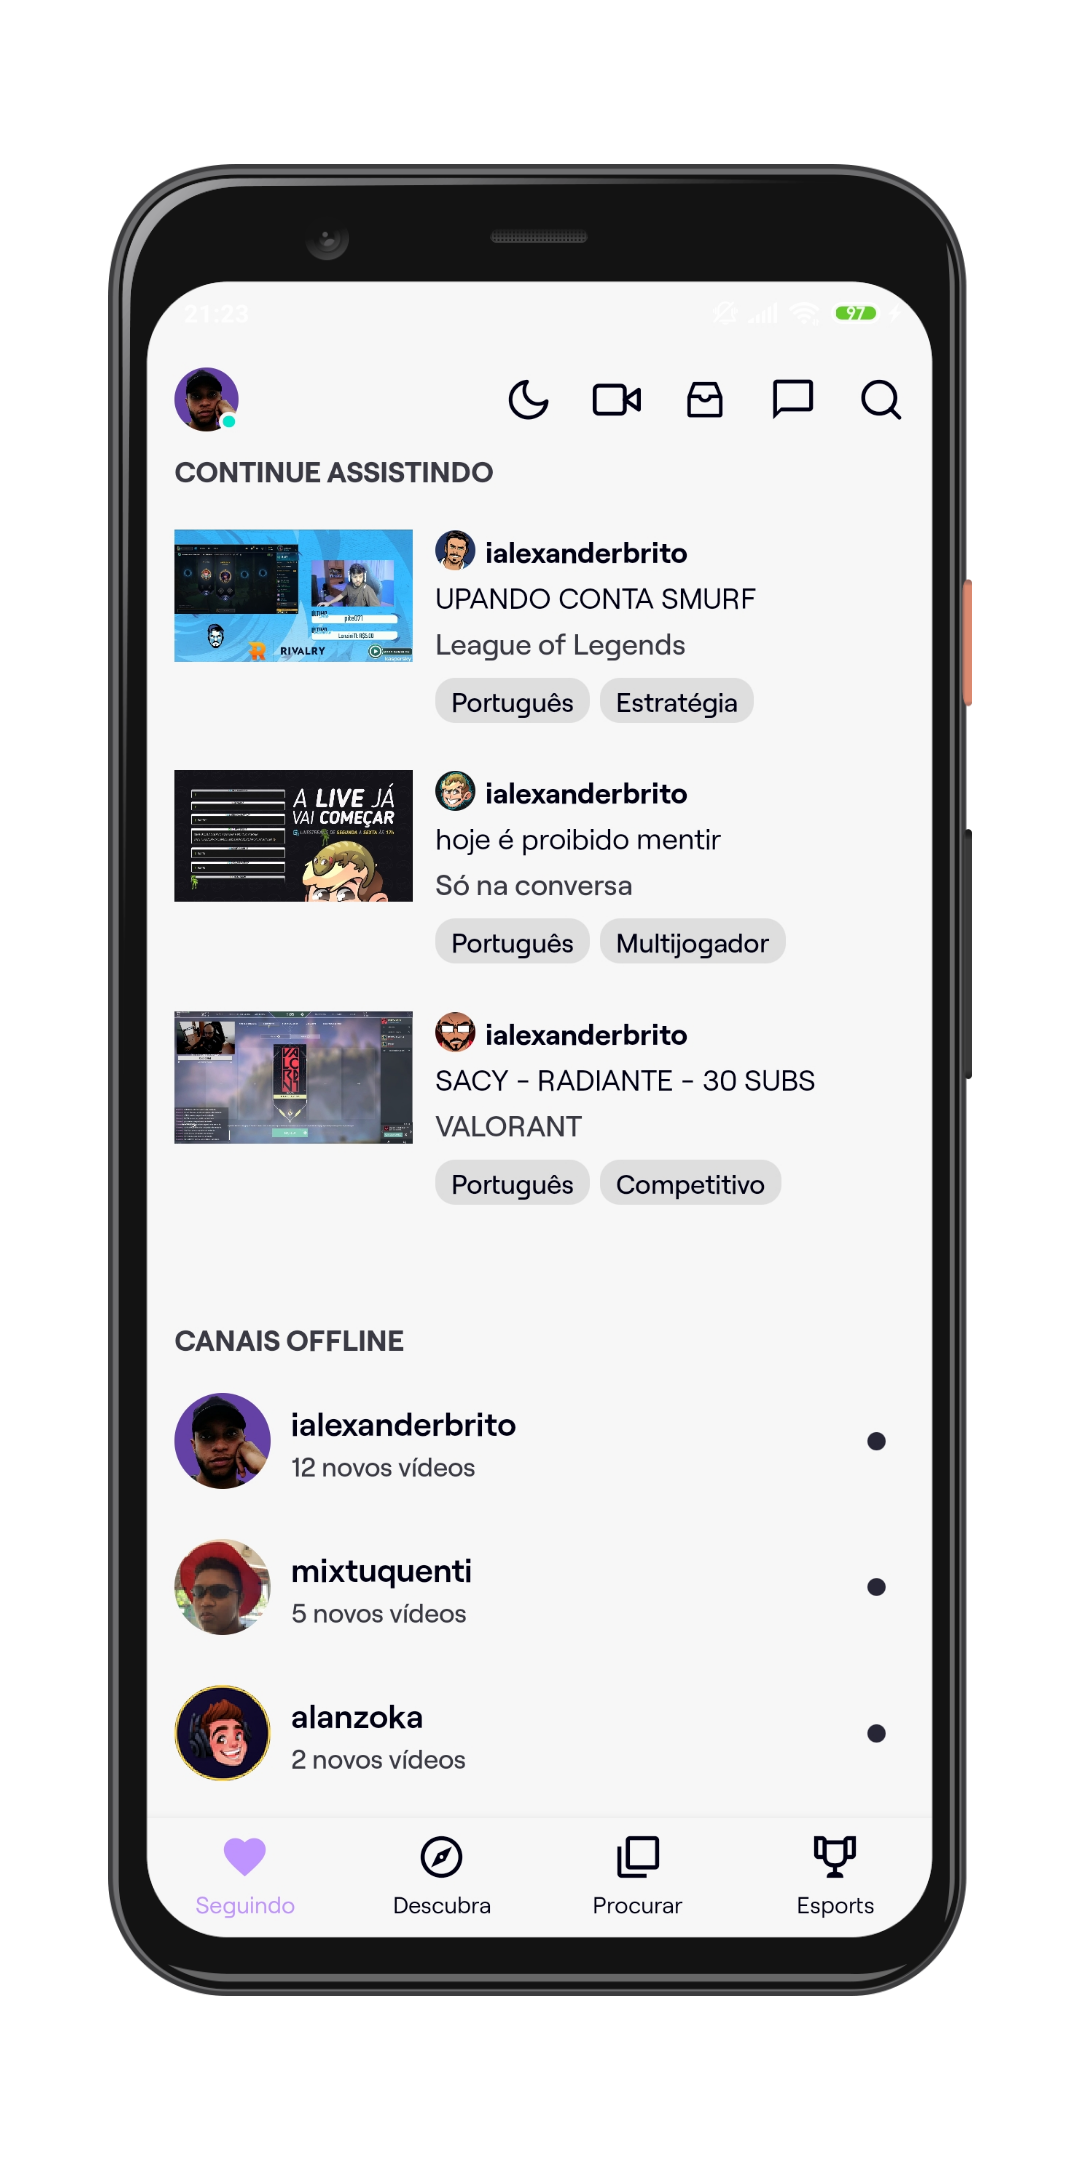 21:23
97
CONTINUE ASSISTINDO
ialexanderbrito
UPANDO CONTA SMURF
League of Legends
Português
Estratégia
RIVALRY
A LIVE JÁ
VAI COMEÇAR
ialexanderbrito
hoje é proibido mentir
Só na conversa
Português
Multijogador
ialexanderbrito
SACY - RADIANTE - 30 SUBS
VALORANT
Português
Competitivo
CANAIS OFFLINE
ialexanderbrito
12 novos vídeos
mixtuquenti
5 novos vídeos
alanzoka
2 novos vídeos
Seguindo
Descubra
Procurar
Esports